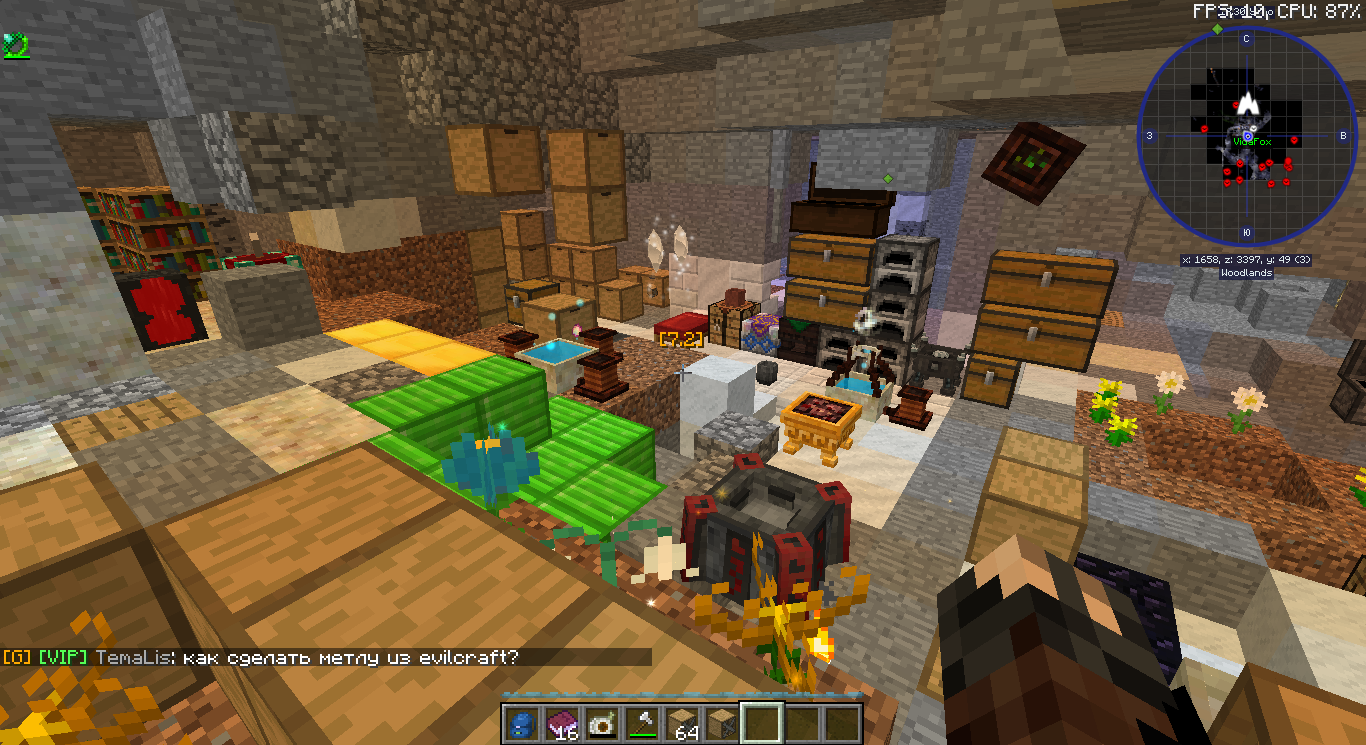 FPS: 10 CPU: 87%
С
З
В
VidaFox
Ю
x: 1658, z: 3397, y: 49 (3)
Woodlands
[7,2]
[G] [VIP] TemaLis: как сделать метлу из evilcraft?
16
64